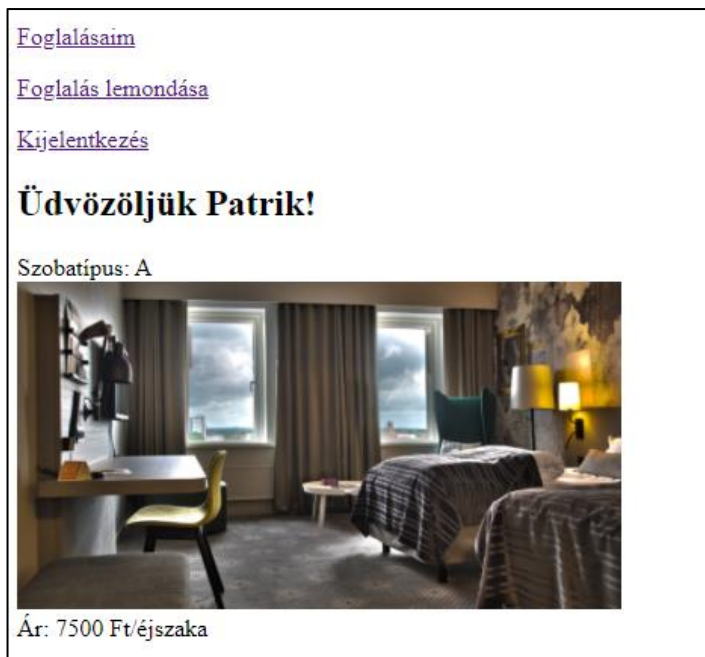 Foglalásaim
Foglalás lemondása
Kijelentkezés
Üdvözöljük Patrik!
Szobatípus: A
Ár: 7500 Ft/éjszaka